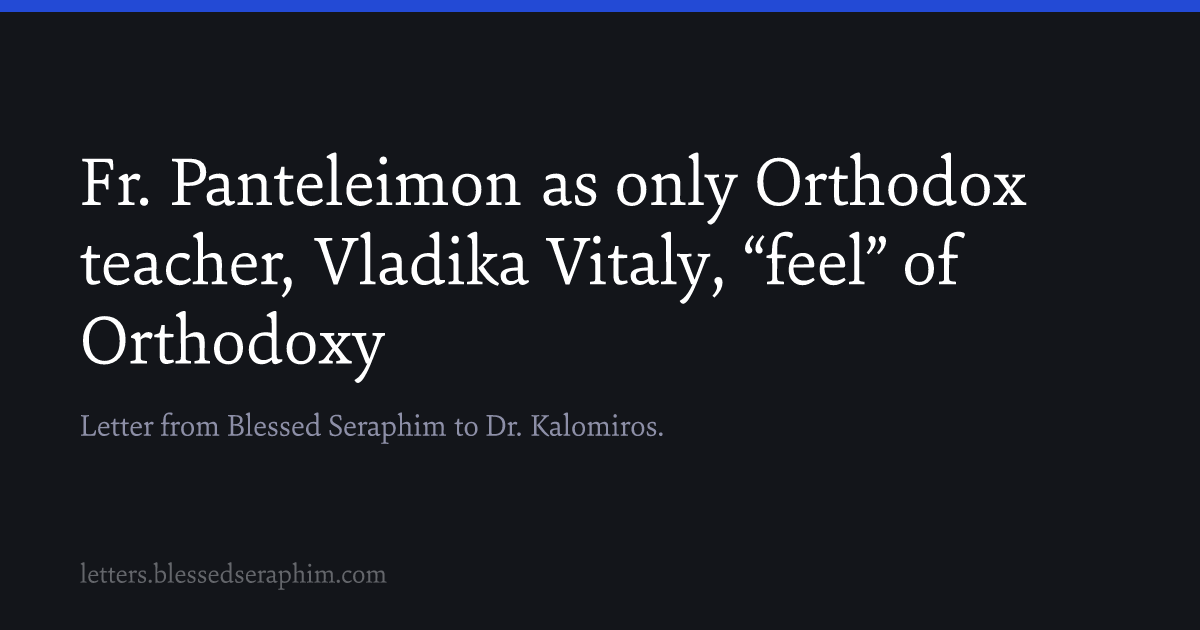 Fr. Panteleimon as only Orthodox
teacher, Vladika Vitaly, “feel” of
Orthodoxy
Letter from Blessed Seraphim to Dr. Kalomiros.
letters.blessedseraphim.com